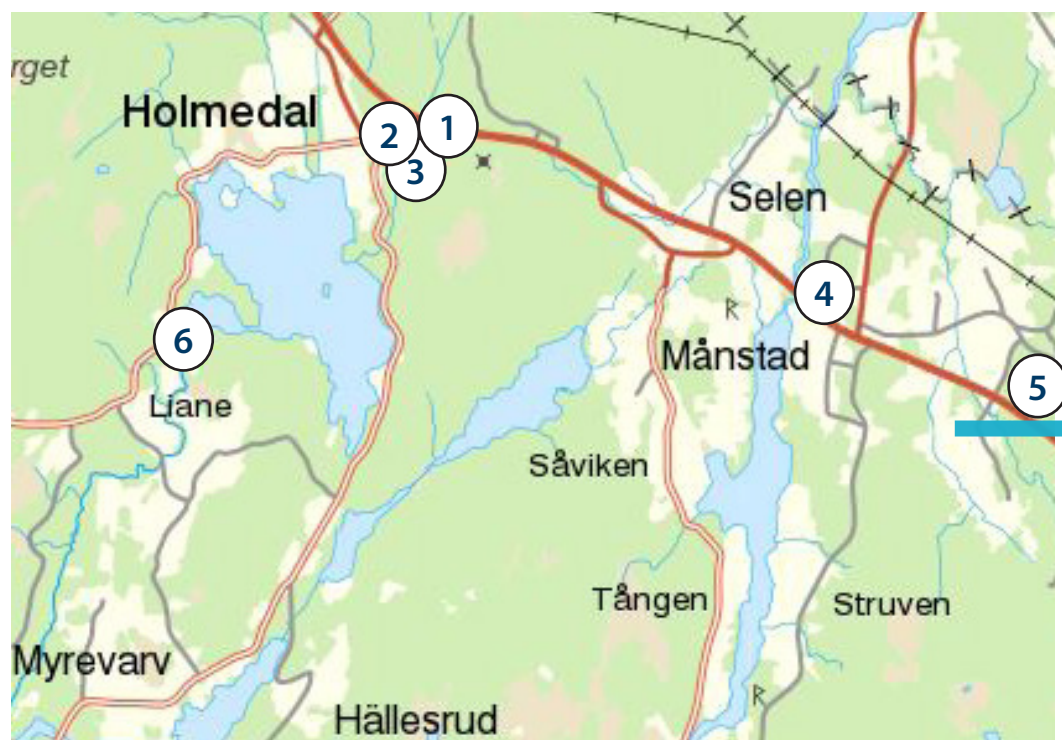 rget
Holmedal
2
1
3
Selen
4
6
R
Månstad
5
Liane
Såviken
Tången
Struven
Myrevarv
R
Hällesrud